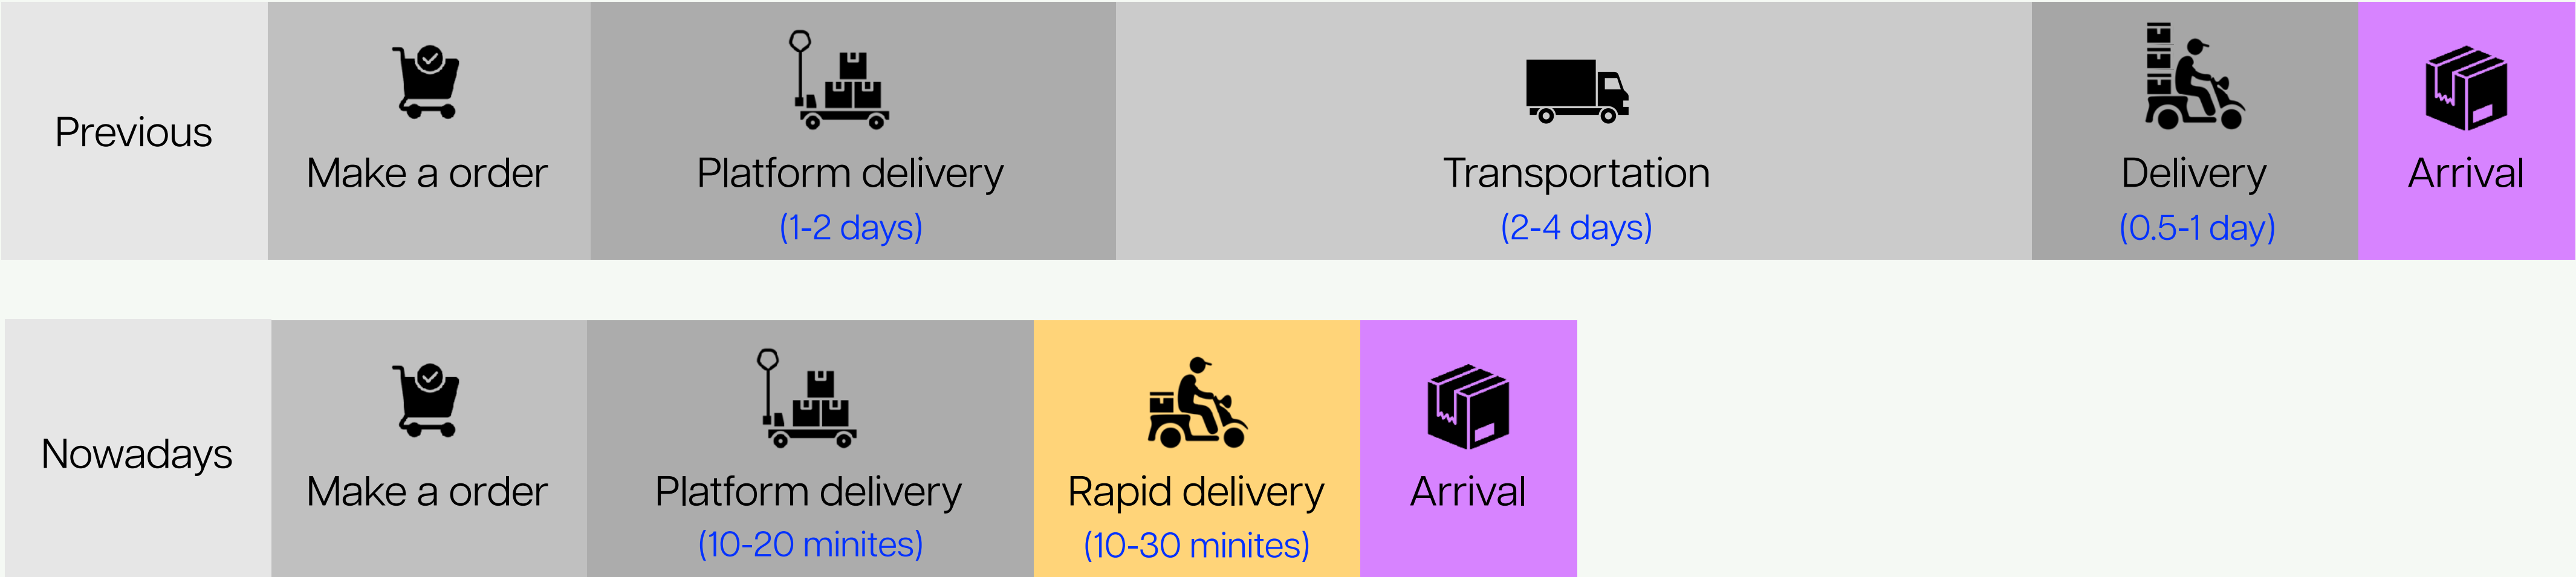 Previous
Make a order
Platform delivery
(1-2 days)
Transportation
(2-4 days)
Delivery
(0.5-1 day)
Arrival
Nowadays
Make a order
Platform delivery
(10-20 minites)
Rapid delivery
(10-30 minites)
Arrival